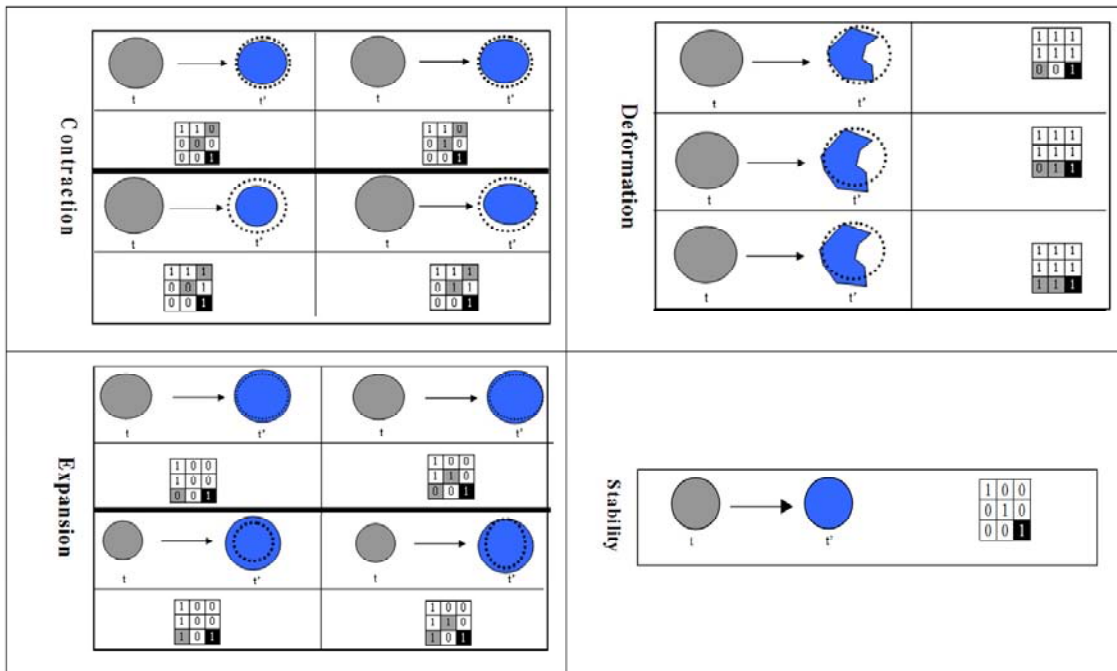 Contraction
t t' t t'
1 1 0 1 1 0
0 0 0 0 1 0
0 0 1 0 0 1
t t' t t'
1 1 1 1 1 1
0 0 1 0 1 1
0 0 1 0 0 1
Deformation
t t'
1 1 1
1 1 1
0 0 1
t t'
1 1 1
1 1 1
0 1 1
t t'
1 1 1
1 1 1
1 1 1
Expansion
t t' t t'
1 0 0 1 0 0
1 0 0 1 1 0
0 0 1 0 0 1
t t' t t'
1 0 0 1 0 0
1 0 0 1 1 0
1 0 1 1 0 1
Stability
t t'
1 0 0
0 1 0
0 0 1